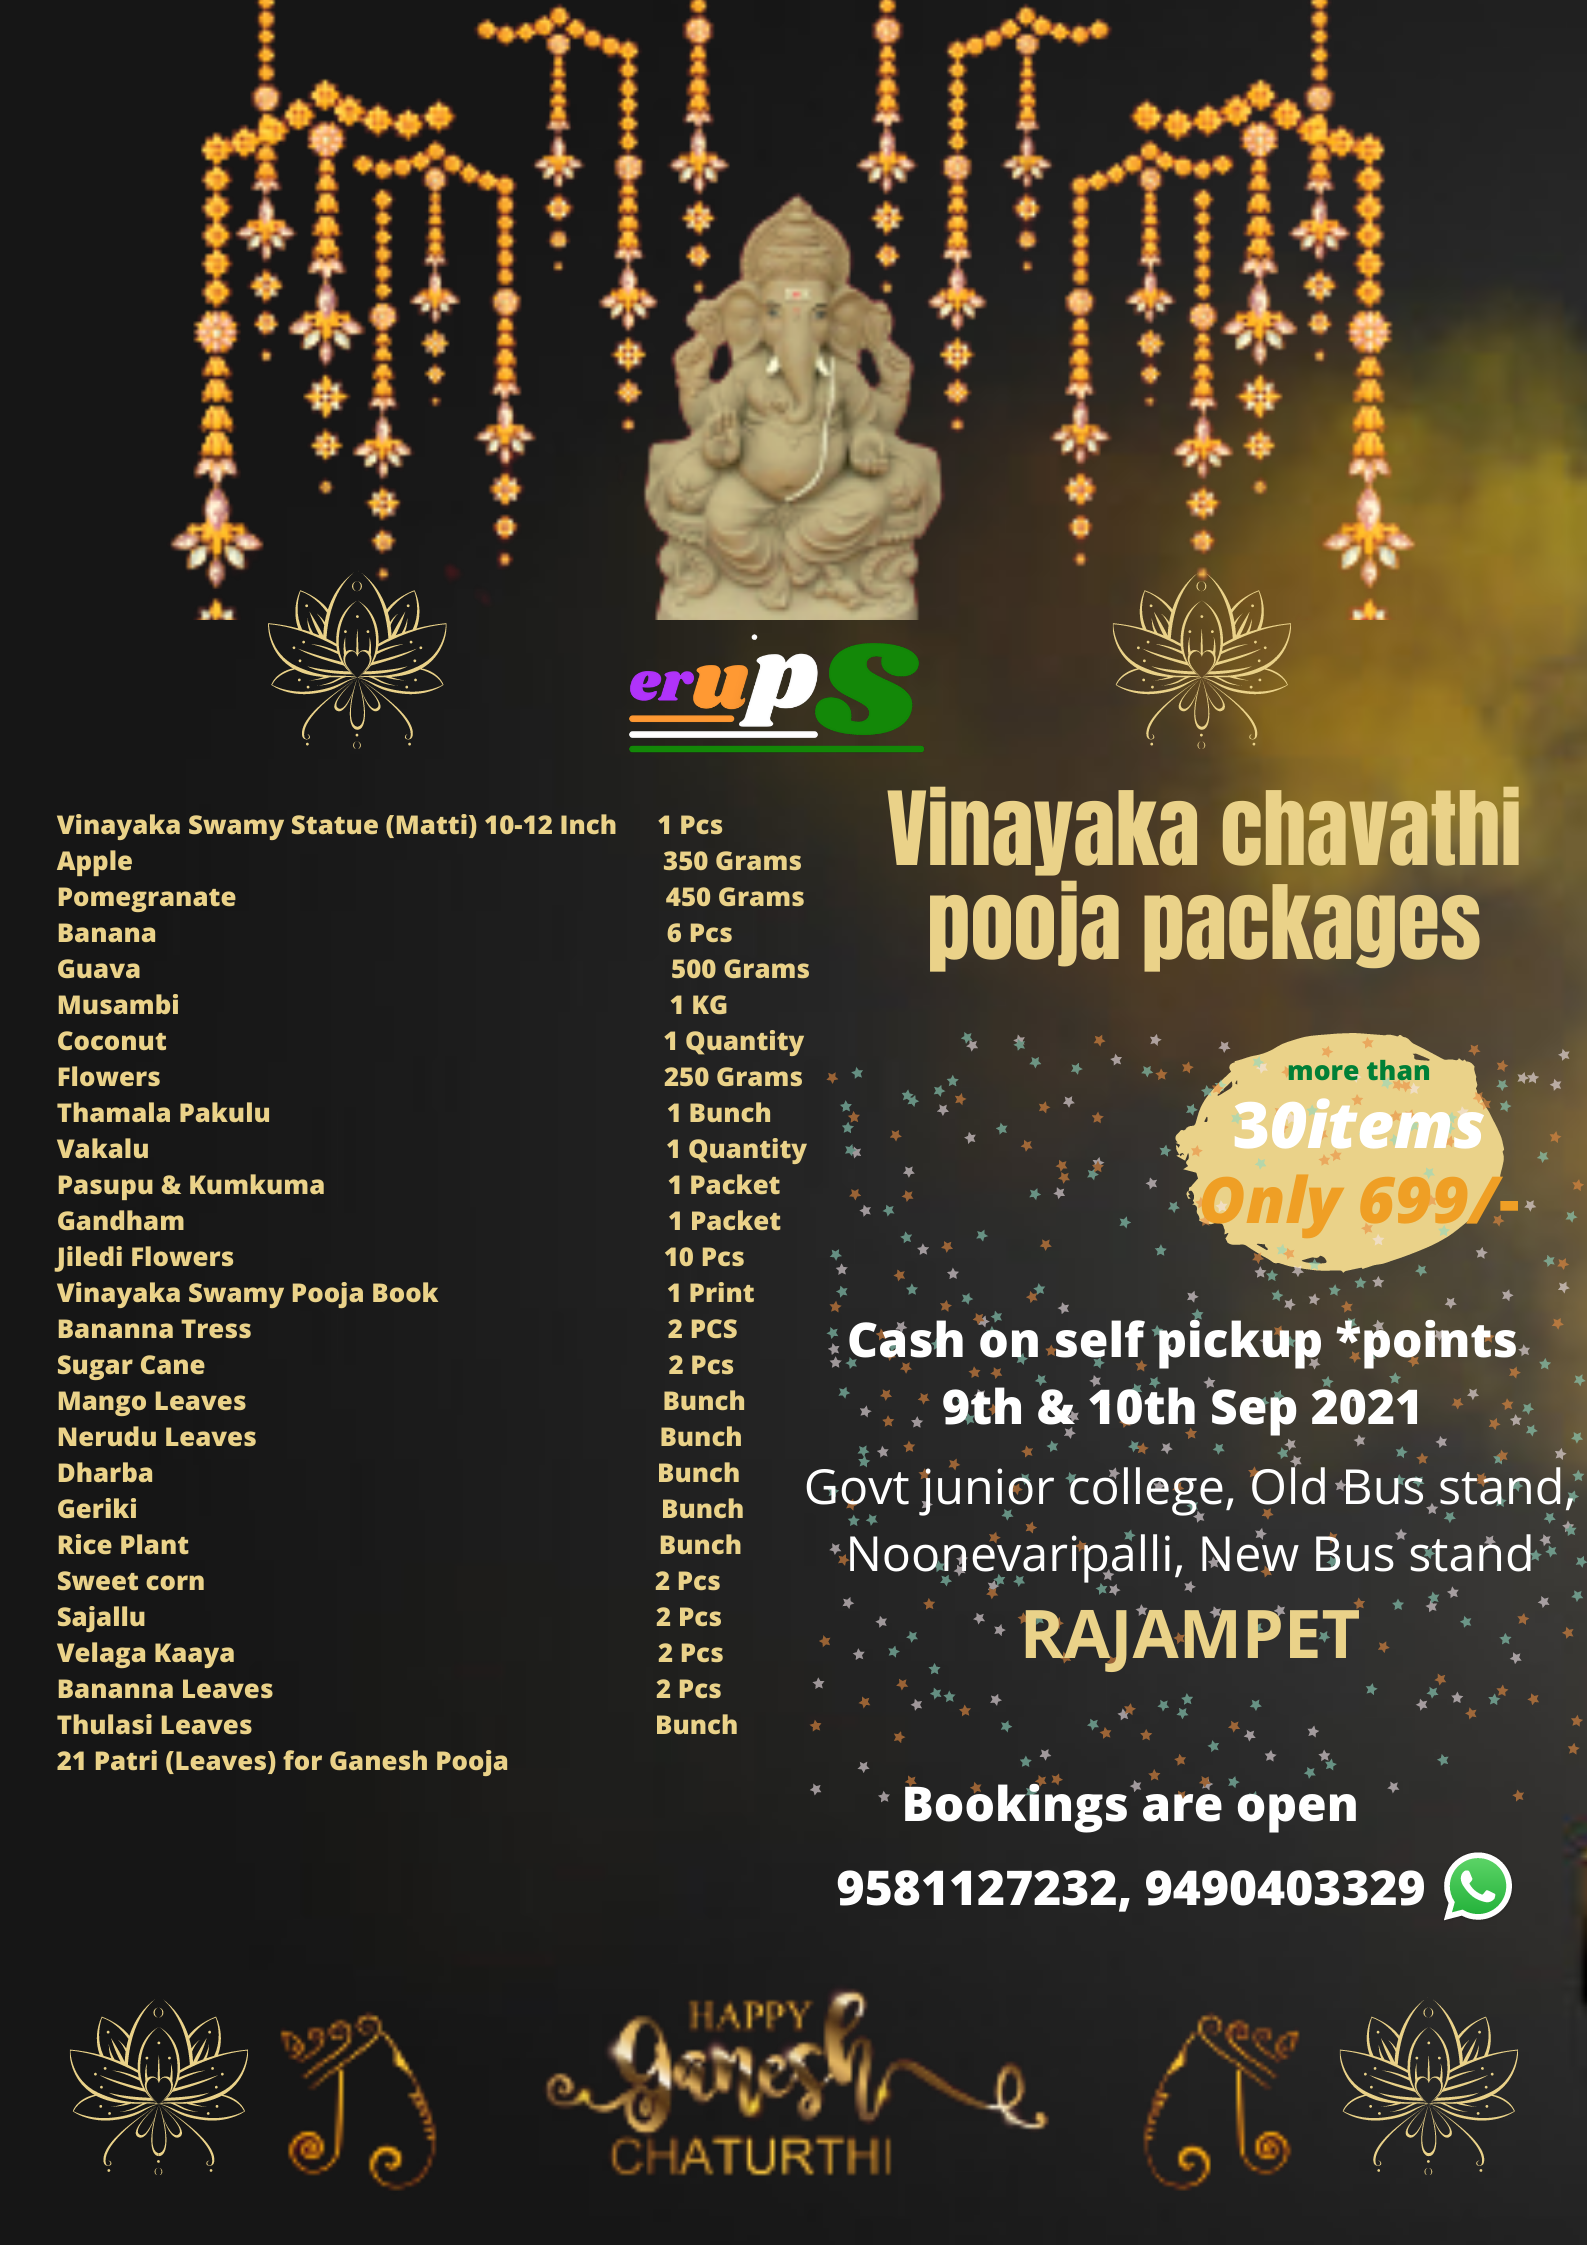 erupS
Vinayaka chavathi
pooja packages
Vinayaka Swamy Statue (Matti) 10-12 Inch 1 Pcs
Apple 350 Grams
Pomegranate 450 Grams
Banana 6 Pcs
Guava 500 Grams
Musambi 1 KG
Coconut 1 Quantity
Flowers 250 Grams
Thamala Pakulu 1 Bunch
Vakalu 1 Quantity
Pasupu & Kumkuma 1 Packet
Gandham 1 Packet
Jiledi Flowers 10 Pcs
Vinayaka Swamy Pooja Book 1 Print
Bananna Tress 2 PCS
Sugar Cane 2 Pcs
Mango Leaves Bunch
Nerudu Leaves Bunch
Dharba Bunch
Geriki Bunch
Rice Plant Bunch
Sweet corn 2 Pcs
Sajallu 2 Pcs
Velaga Kaaya 2 Pcs
Bananna Leaves 2 Pcs
Thulasi Leaves Bunch
21 Patri (Leaves) for Ganesh Pooja
more than
30items
Only 699/-
Cash on self pickup *points
9th & 10th Sep 2021
Govt junior college, Old Bus stand,
Noonevaripalli, New Bus stand
RAJAMPET
Bookings are open
9581127232, 9490403329
HAPPY
Ganesh
CHATURTHI